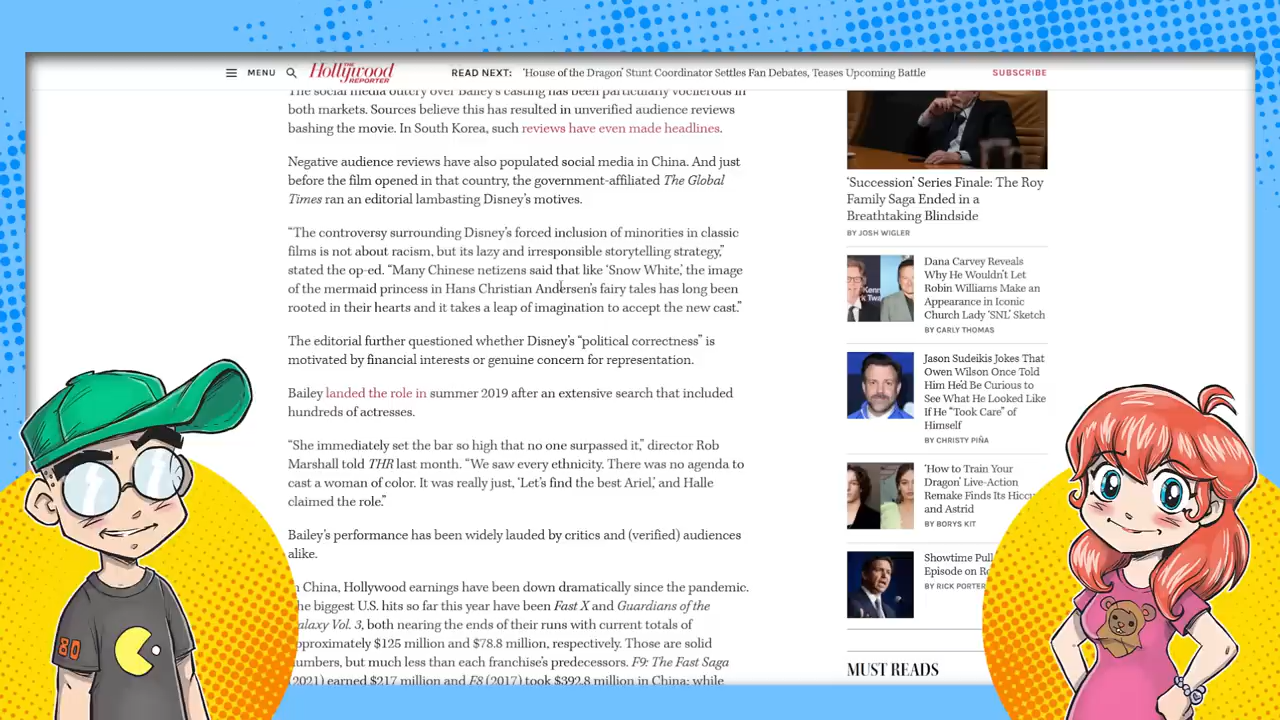 MENU
THE
Hollywood
REPORTER
READ NEXT: 'House of the Dragon' Stunt Coordinator Settles Fan Debates, Teases Upcoming Battle
SUBSCRIBE
The social media outcry over Bailey's casting has been particularly vociferous in
both markets. Sources believe this has resulted in unverified audience reviews
bashing the movie. In South Korea, such reviews have even made headlines.
Negative audience reviews have also populated social media in China. And just
before the film opened in that country, the government-affiliated The Global
Times ran an editorial lambasting Disney's motives.
“The controversy surrounding Disney's forced inclusion of minorities in classic
films is not about racism, but its lazy and irresponsible storytelling strategy,”
stated the op-ed. “Many Chinese netizens said that like ‘Snow White,’ the image
of the mermaid princess in Hans Christian Andersen's fairy tales has long been
rooted in their hearts and it takes a leap of imagination to accept the new cast.”
The editorial further questioned whether Disney's “political correctness” is
motivated by financial interests or genuine concern for representation.
Bailey landed the role in summer 2019 after an extensive search that included
hundreds of actresses.
“She immediately set the bar so high that no one surpassed it,” director Rob
Marshall told THR last month. “We saw every ethnicity. There was no agenda to
cast a woman of color. It was really just, ‘Let's find the best Ariel,’ and Halle
claimed the role.”
Bailey's performance has been widely lauded by critics and (verified) audiences
alike.
n China, Hollywood earnings have been down dramatically since the pandemic.
he biggest U.S. hits so far this year have been Fast X and Guardians of the
alaxy Vol. 3, both nearing the ends of their runs with current totals of
pproximately $125 million and $78.8 million, respectively. Those are solid
umbers, but much less than each franchise's predecessors. F9: The Fast Saga
(2021) earned $217 million and F8 (2017) took $392.8 million in China; while
‘Succession’ Series Finale: The Roy
Family Saga Ended in a
Breathtaking Blindside
BY JOSH WIGLER
Dana Carvey Reveals
Why He Wouldn't Let
Robin Williams Make an
Appearance in Iconic
Church Lady ‘SNL’ Sketch
BY CARLY THOMAS
Jason Sudeikis Jokes That
Owen Wilson Once Told
Him He'd Be Curious to
See What He Looked Like
If He “Took Care” of
Himself
BY CHRISTY PIÑA
‘How to Train Your
Dragon’ Live-Action
Remake Finds Its Hiccu
and Astrid
BY BORYS KIT
Showtime Pull
Episode on Ro
BY RICK PORTER
MUST READS
80